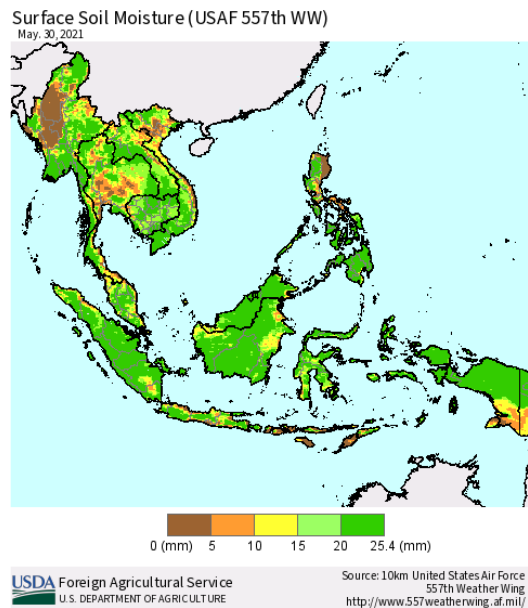 Surface Soil Moisture (USAF 557th WW)
May. 30, 2021
0 (mm) 5 10 15 20 25.4 (mm)
USDA Foreign Agricultural Service
U.S. DEPARTMENT OF AGRICULTURE
Source: 10km United States Air Force
557th Weather Wing
http://www.557weatherwing.af.mil/